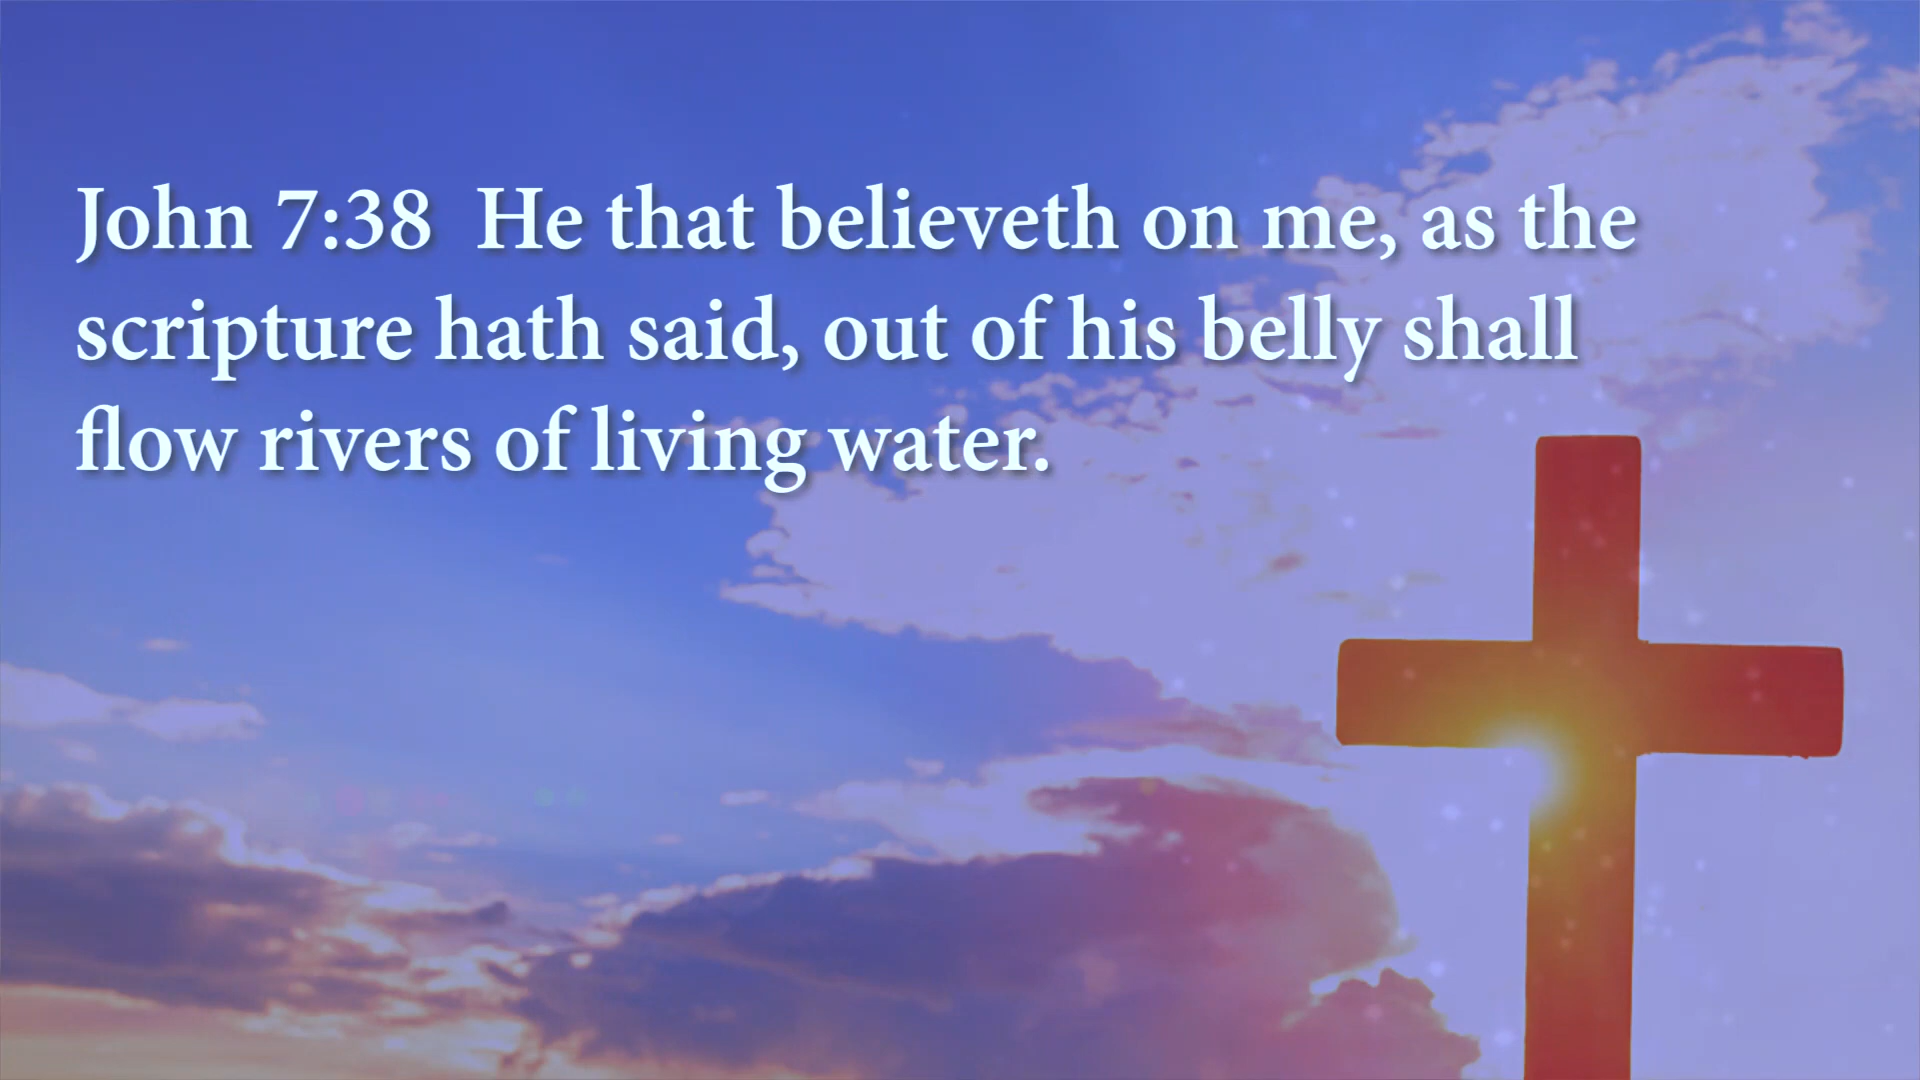 John 7:38  He that believeth on me, as the
scripture hath said, out of his belly shall
flow rivers of living water.